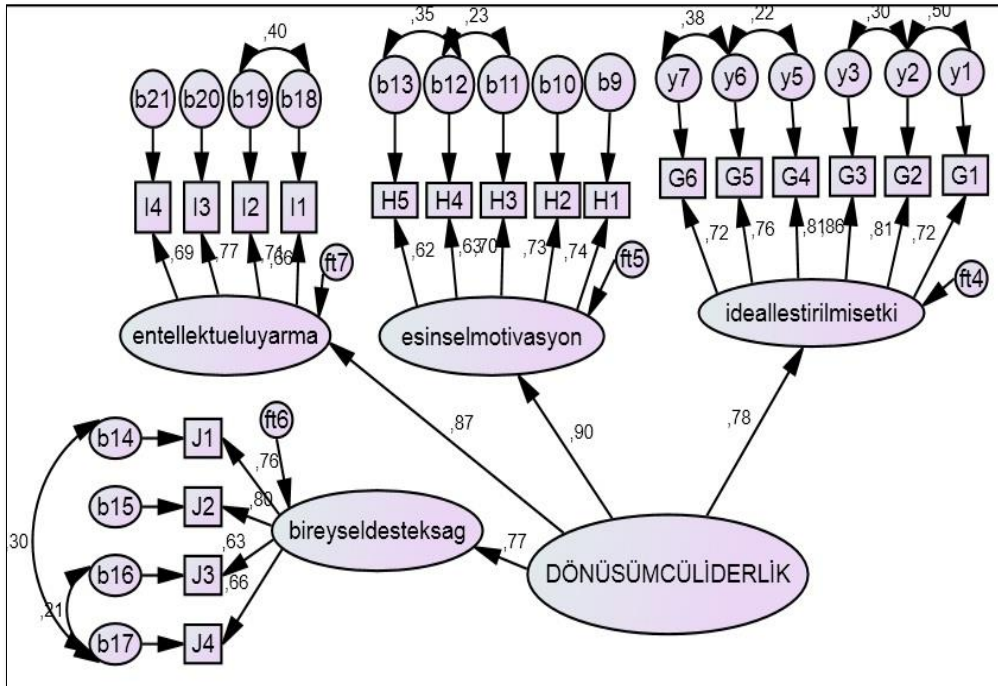 ,40 ,35 ,23 ,38 ,22 ,30 ,50
b21 b20 b19 b18 b13 b12 b11 b10 b9 y7 y6 y5 y3 y2 y1
I4 I3 I2 I1 H5 H4 H3 H2 H1 G6 G5 G4 G3 G2 G1
,69 ,77 ,71 ,66 ,62 ,63 ,70 ,73 ,74 ,72 ,76 ,81 ,86 ,81 ,72
ft7 ft5 ft4
entellektueluyarma esinselmotivasyon ideallestirilmisetki
,87 ,90 ,78
ft6
b14 J1 ,76
b15 J2 ,80
bireyseldesteksag ,77
30 ,63
b16 J3 ,66
DÖNÜSÜMCÜLİDERLİK
,21
b17 J4